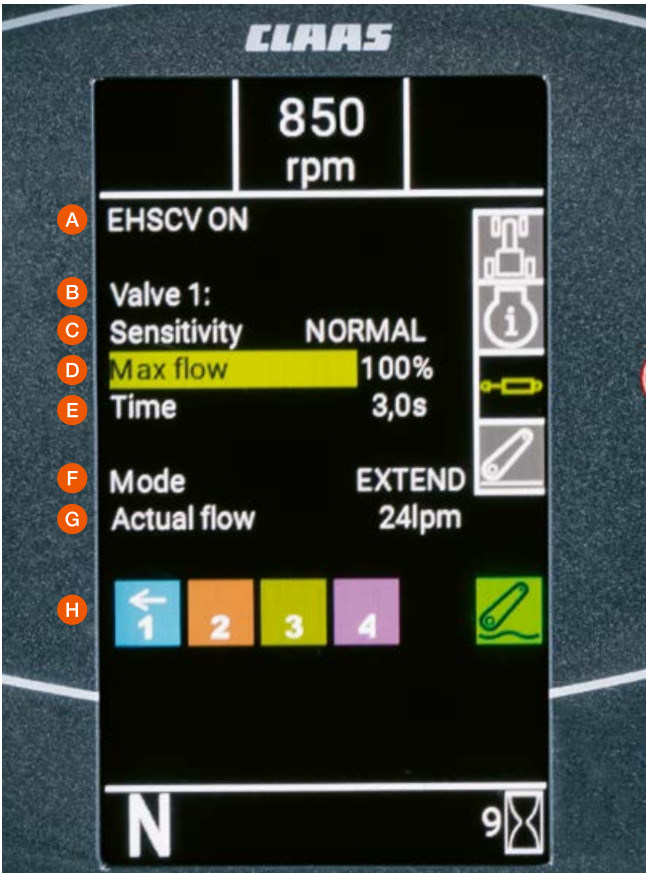 CLAAS
850
rpm
A EHSCV ON
B Valve 1:
C Sensitivity NORMAL
D Max flow 100%
E Time 3,0s
F Mode EXTEND
G Actual flow 24lpm
H 1 2 3 4
N 9
i